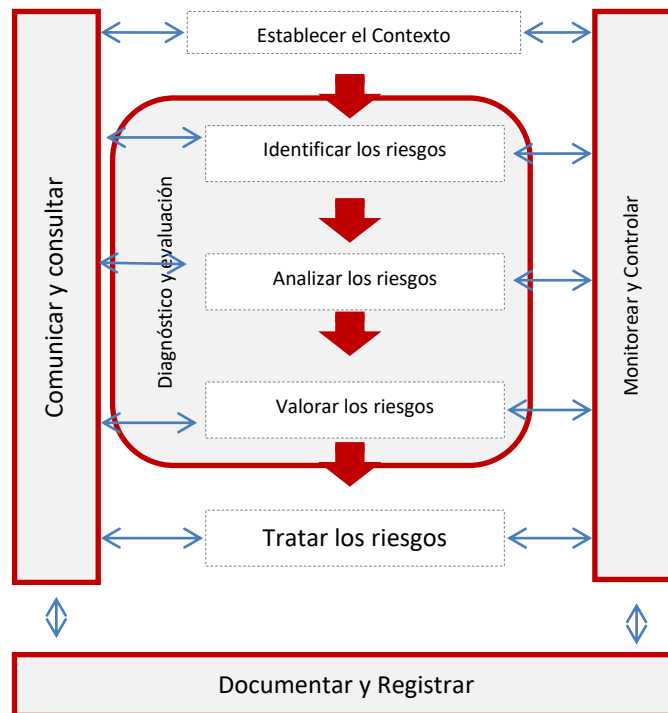 Establecer el Contexto
Comunicar y consultar
Diagnóstico y evaluación
Identificar los riesgos
Analizar los riesgos
Valorar los riesgos
Tratar los riesgos
Monitorear y Controlar
Documentar y Registrar